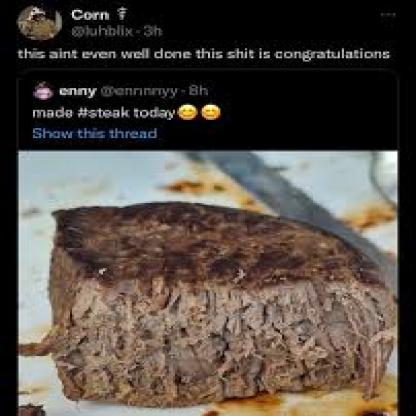 Corn
@luhblix · 3h
this aint even well done this shit is congratulations
enny @ennnnyy · 8h
made #steak today😊😊
Show this thread